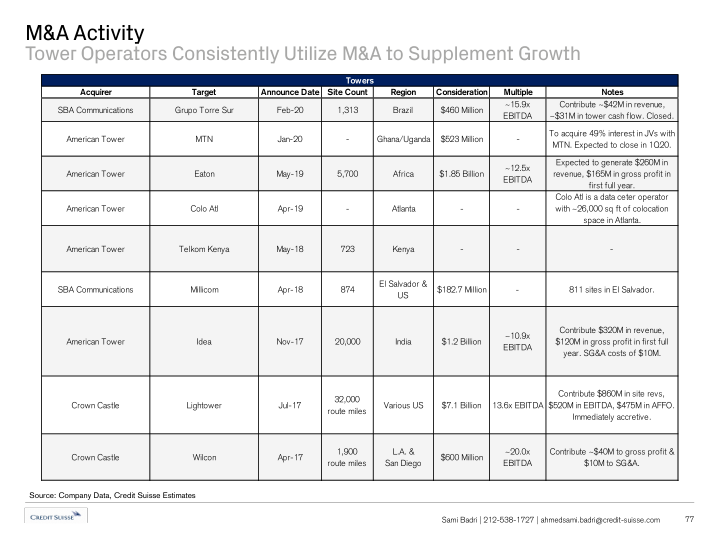 M&A Activity
Tower Operators Consistently Utilize M&A to Supplement Growth
Towers
Acquirer Target Announce Date Site Count Region Consideration Multiple Notes
SBA Communications Grupo Torre Sur Feb-20 1,313 Brazil $460 Million ~15.9x EBITDA Contribute ~$42M in revenue, ~$31M in tower cash flow. Closed.
American Tower MTN Jan-20 - Ghana/Uganda $523 Million - To acquire 49% interest in JVs with MTN. Expected to close in 1Q20.
American Tower Eaton May-19 5,700 Africa $1.85 Billion ~12.5x EBITDA Expected to generate $260M in revenue, $165M in gross profit in first full year.
American Tower Colo Atl Apr-19 - Atlanta - - Colo Atl is a data ceter operator with ~26,000 sq ft of colocation space in Atlanta.
American Tower Telkom Kenya May-18 723 Kenya - - -
SBA Communications Millicom Apr-18 874 El Salvador & US $182.7 Million - 811 sites in El Salvador.
American Tower Idea Nov-17 20,000 India $1.2 Billion ~10.9x EBITDA Contribute $320M in revenue, $120M in gross profit in first full year. SG&A costs of $10M.
Crown Castle Lightower Jul-17 32,000 route miles Various US $7.1 Billion 13.6x EBITDA Contribute $860M in site revs, $520M in EBITDA, $475M in AFFO. Immediately accretive.
Crown Castle Wilcon Apr-17 1,900 route miles L.A. & San Diego $600 Million ~20.0x EBITDA Contribute ~$40M to gross profit & $10M to SG&A.
Source: Company Data, Credit Suisse Estimates
CREDIT SUISSE
Sami Badri | 212-538-1727 | ahmedsami.badri@credit-suisse.com 77